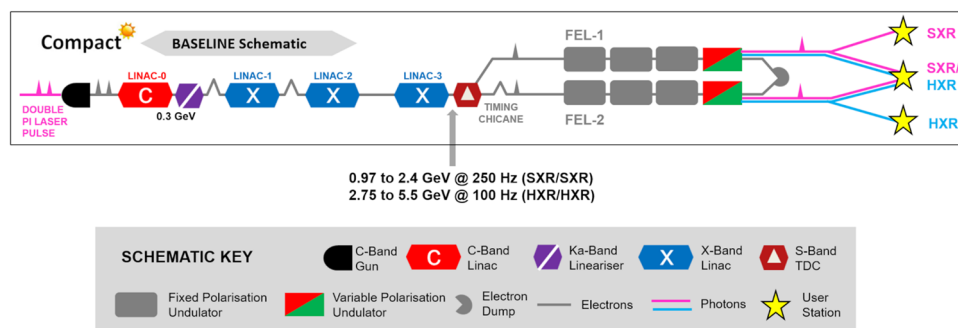 Compact
BASELINE Schematic
FEL-1
SXR
LINAC-0
LINAC-1
LINAC-2
LINAC-3
SXR/
HXR
C
X
X
X
DOUBLE
PI LASER
PULSE
0.3 GeV
TIMING
CHICANE
FEL-2
HXR
0.97 to 2.4 GeV @ 250 Hz (SXR/SXR)
2.75 to 5.5 GeV @ 100 Hz (HXR/HXR)
SCHEMATIC KEY
C-Band
Gun
C
C-Band
Linac
Ka-Band
Lineariser
X
X-Band
Linac
S-Band
TDC
Fixed Polarisation
Undulator
Variable Polarisation
Undulator
Electron
Dump
Electrons
Photons
User
Station